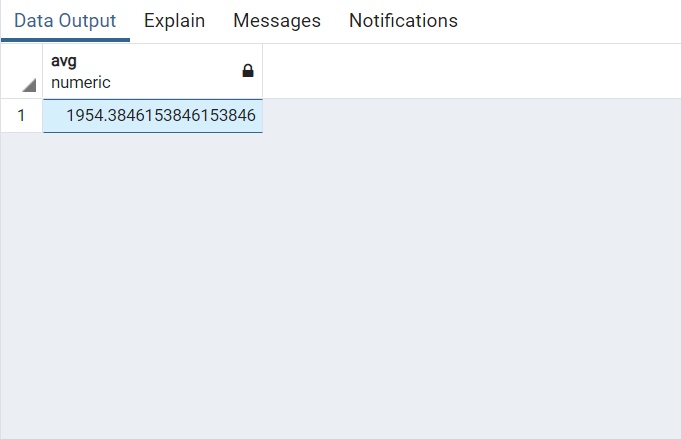 Data Output Explain Messages Notifications
avg
numeric
1 1954.3846153846153846